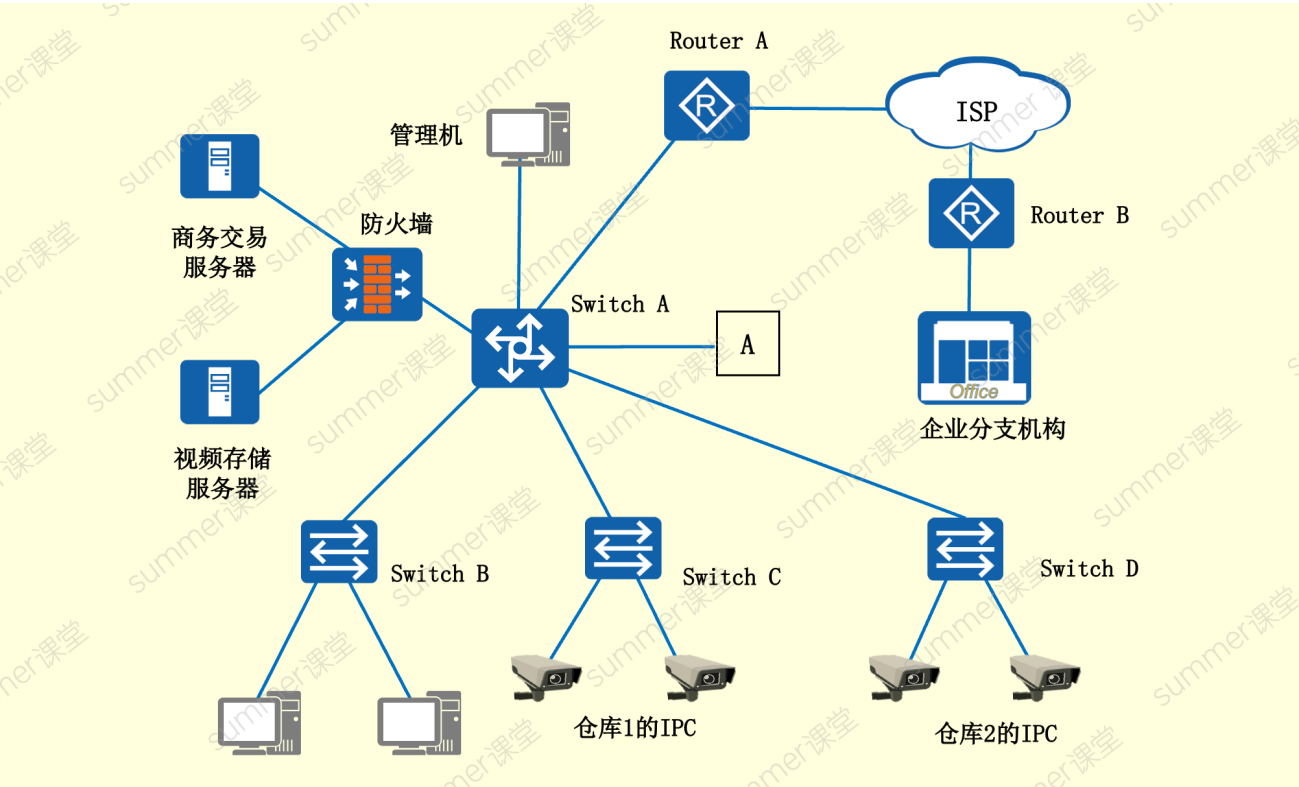 Router A
ISP
管理机
Router B
防火墙
商务交易
服务器
Switch A
A
Office
企业分支机构
视频存储
服务器
Switch B
Switch C
Switch D
仓库1的IPC
仓库2的IPC
summer课堂